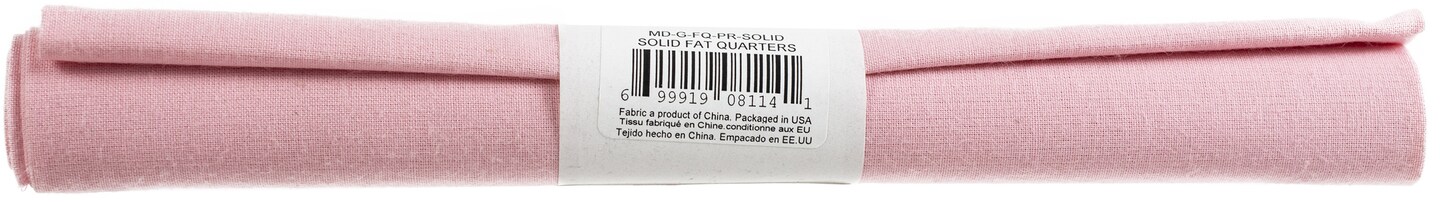 MD-G-FQ-PR-SOLID
SOLID FAT QUARTERS
6 99919 08114 1
Fabric a product of China. Packaged in USA
Tissu fabriqué en Chine.conditionne aux EU
Tejido hecho en China. Empacado en EE.UU